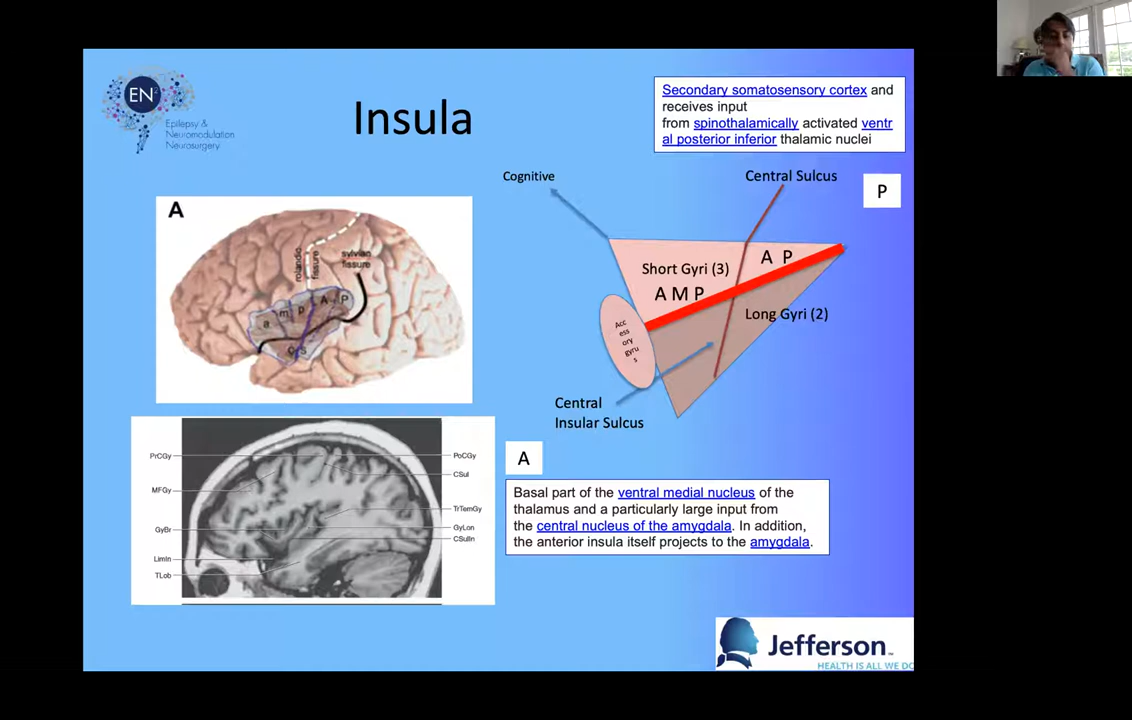 EN²
Epilepsy &
Neuromodulation
Neurosurgery
Insula
Secondary somatosensory cortex and
receives input
from spinothalamically activated ventr
al posterior inferior thalamic nuclei
Cognitive
Central Sulcus
P
A
rolandic
fissure
sylvian
fissure
a
m
p
A
P
Short Gyri (3)
A M P
A P
Long Gyri (2)
Acc
ess
ory
gyru
s
Central
Insular Sulcus
PrCGy
MFGy
GyBr
LimIn
TLob
PoCGy
CSul
TrTemGy
GyLon
CSulIn
A
Basal part of the ventral medial nucleus of the
thalamus and a particularly large input from
the central nucleus of the amygdala. In addition,
the anterior insula itself projects to the amygdala.
Jefferson
HEALTH IS ALL WE DO